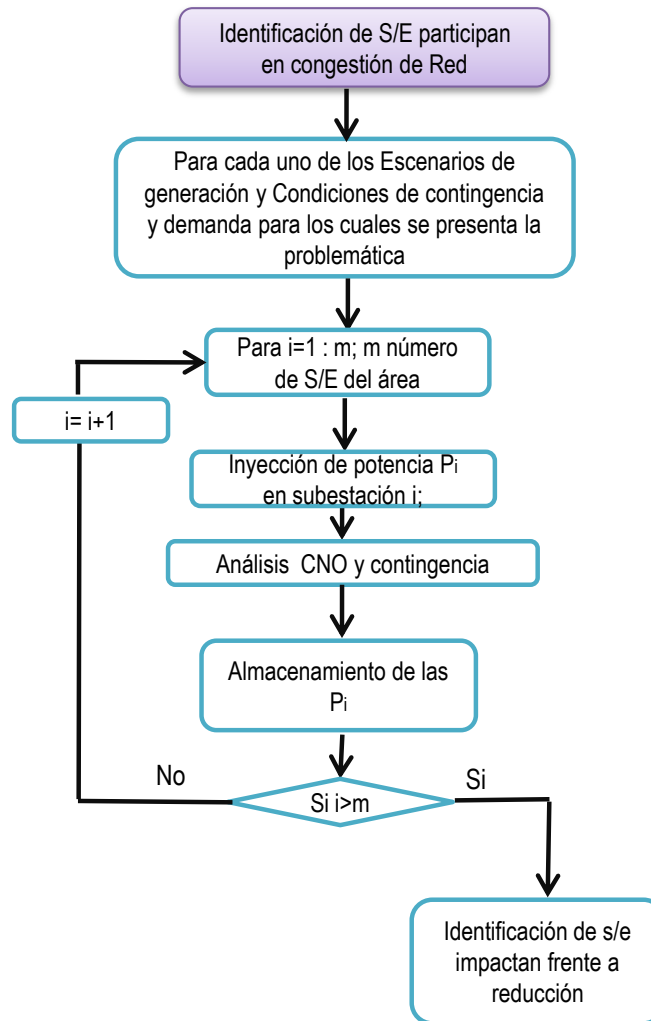 Identificación de S/E participan
en congestión de Red
Para cada uno de los Escenarios de
generación y Condiciones de contingencia
y demanda para los cuales se presenta la
problemática
Para i=1 : m; m número
de S/E del área
i= i+1
Inyección de potencia Pi
en subestación i;
Análisis CNO y contingencia
Almacenamiento de las
Pi
No
Si
Si i>m
Identificación de s/e
impactan frente a
reducción